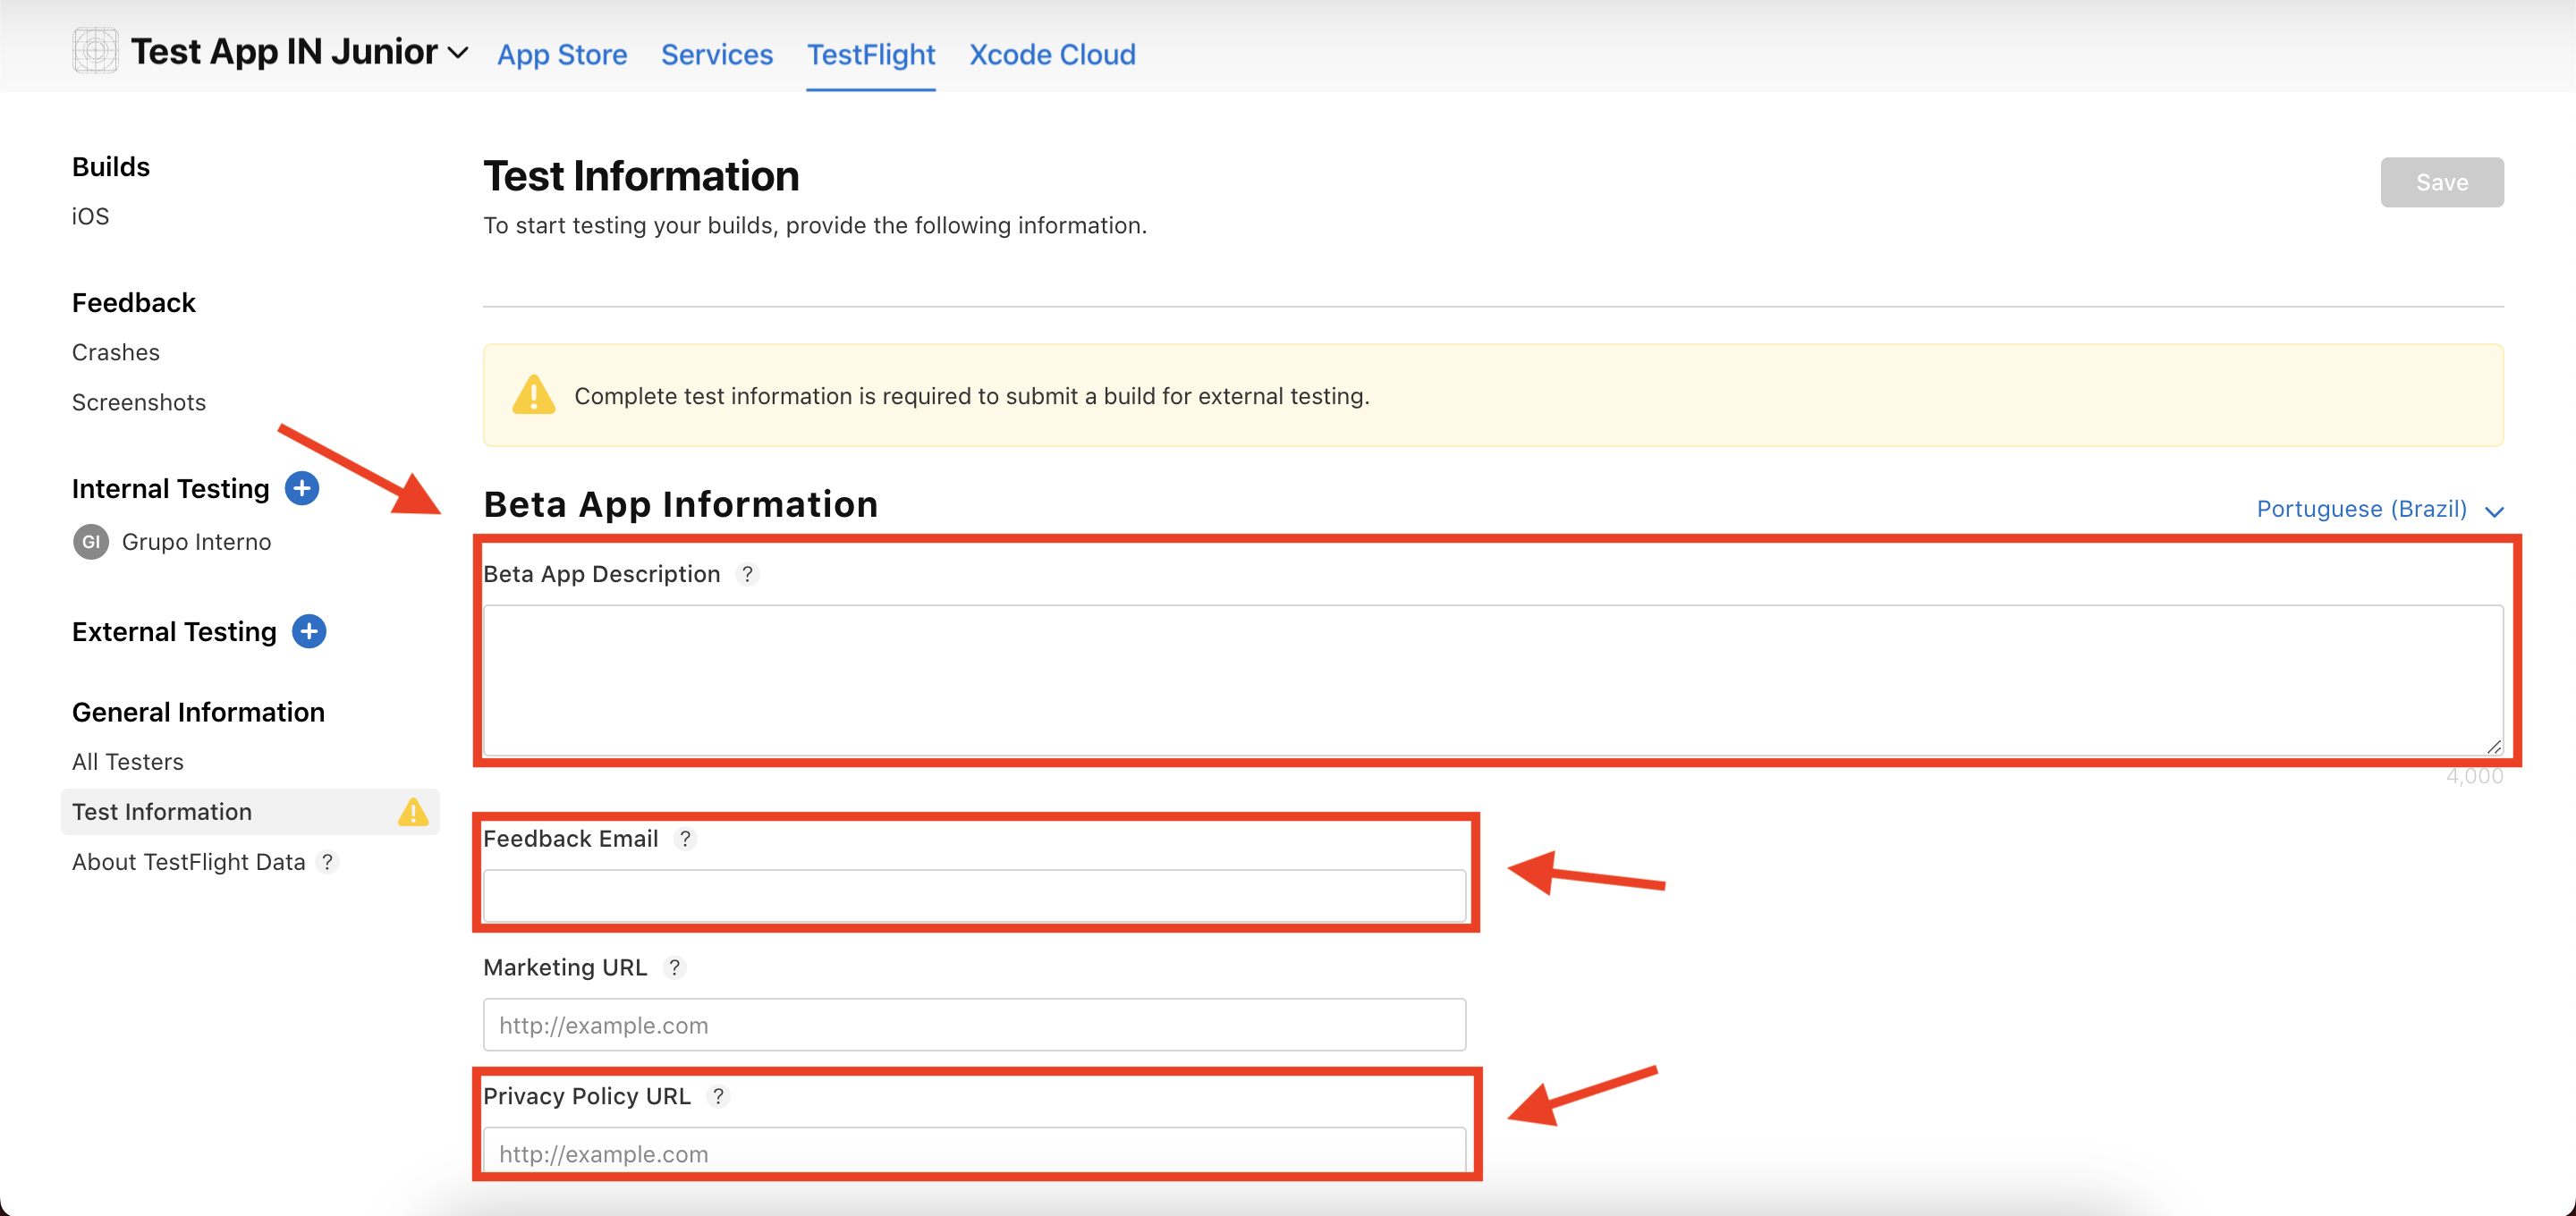 Test App IN Junior App Store Services TestFlight Xcode Cloud
Builds
iOS
Feedback
Crashes
Screenshots
Internal Testing
GI Grupo Interno
External Testing
General Information
All Testers
Test Information
About TestFlight Data ?
Test Information
Save
To start testing your builds, provide the following information.
Complete test information is required to submit a build for external testing.
Beta App Information
Portuguese (Brazil)
Beta App Description ?
4,000
Feedback Email ?
Marketing URL ?
http://example.com
Privacy Policy URL ?
http://example.com